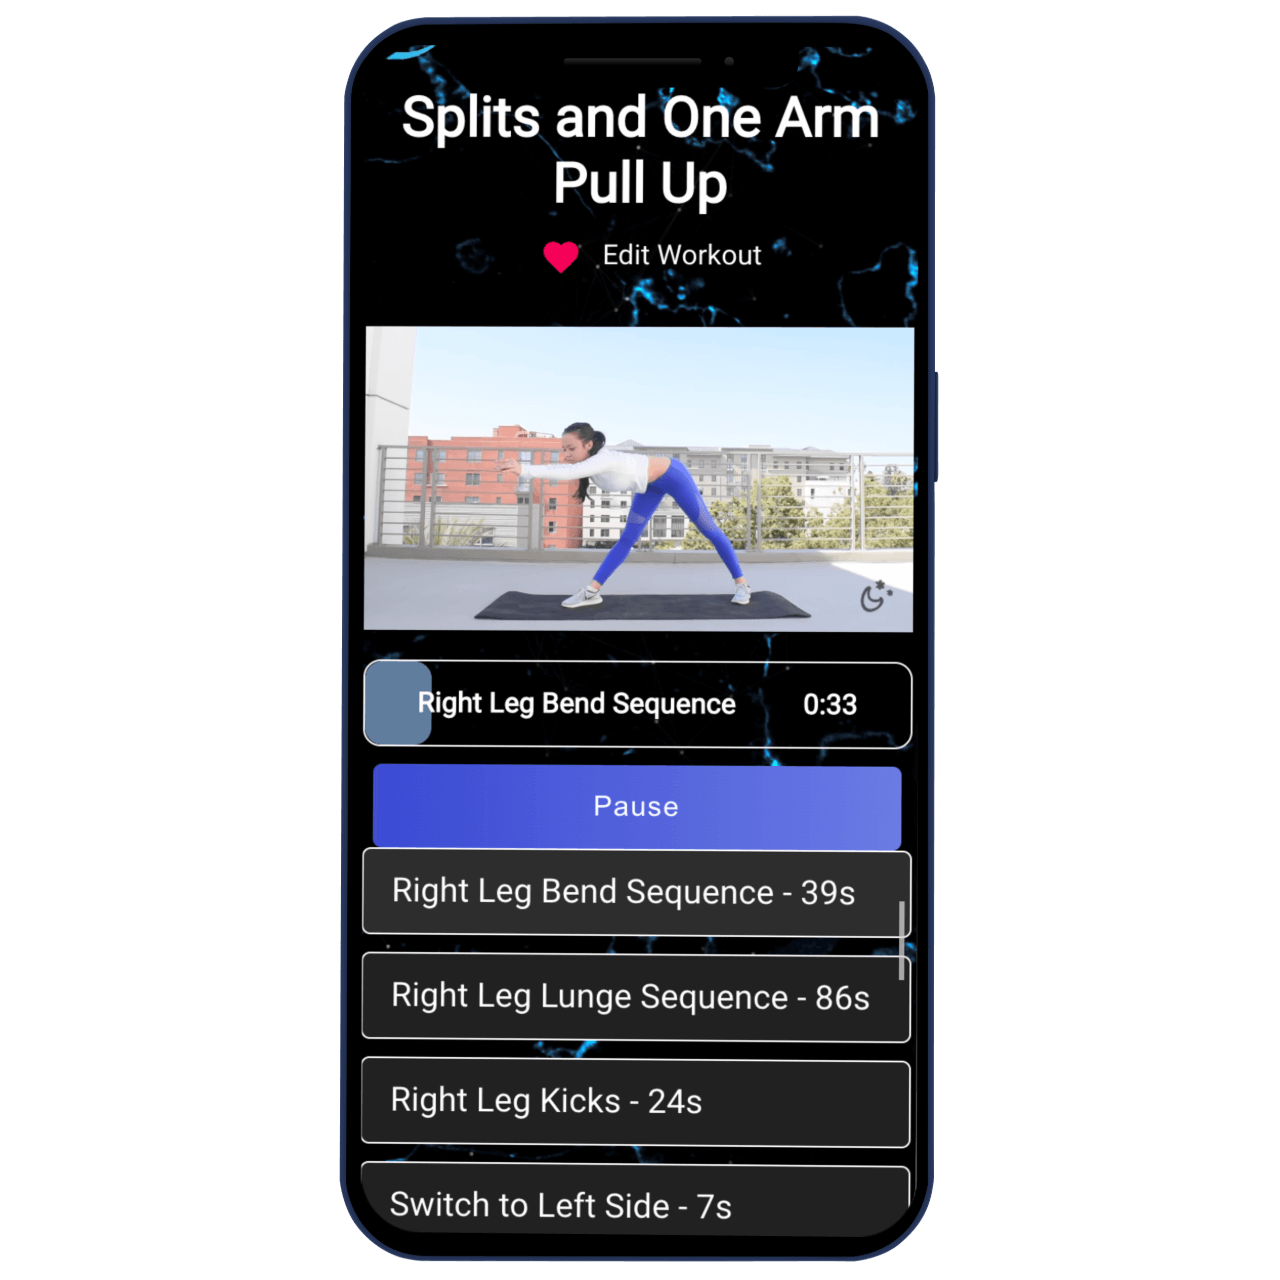 Splits and One Arm
Pull Up
Edit Workout
Right Leg Bend Sequence 0:33
Pause
Right Leg Bend Sequence - 39s
Right Leg Lunge Sequence - 86s
Right Leg Kicks - 24s
Switch to Left Side - 7s